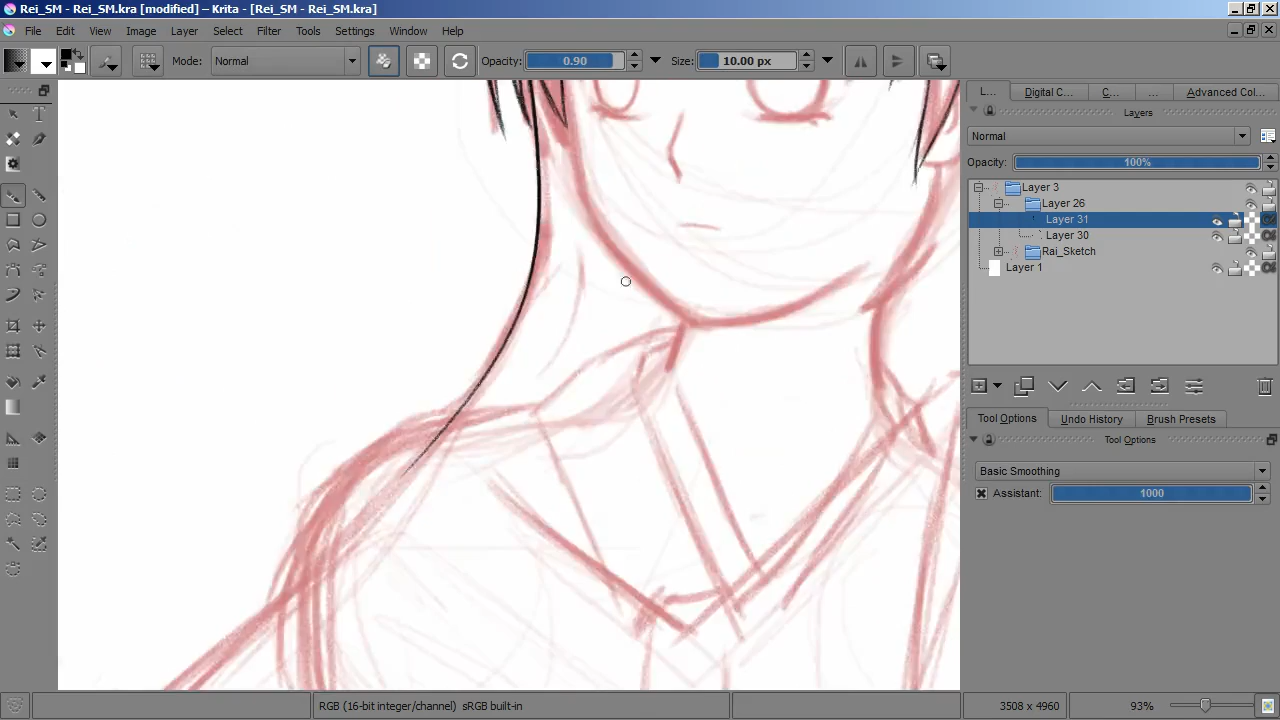 Rei_SM - Rei_SM.kra [modified] – Krita - [Rei_SM - Rei_SM.kra]
File Edit View Image Layer Select Filter Tools Settings Window Help
Mode: Normal Opacity: 0.90 Size: 10.00 px
L... Digital C... C... ... Advanced Col...
Layers
Normal
Opacity: 100%
Layer 3
Layer 26
Layer 31
Layer 30
Rai_Sketch
Layer 1
Tool Options Undo History Brush Presets
Tool Options
Basic Smoothing
Assistant: 1000
RGB (16-bit integer/channel) sRGB built-in 3508 x 4960 93%